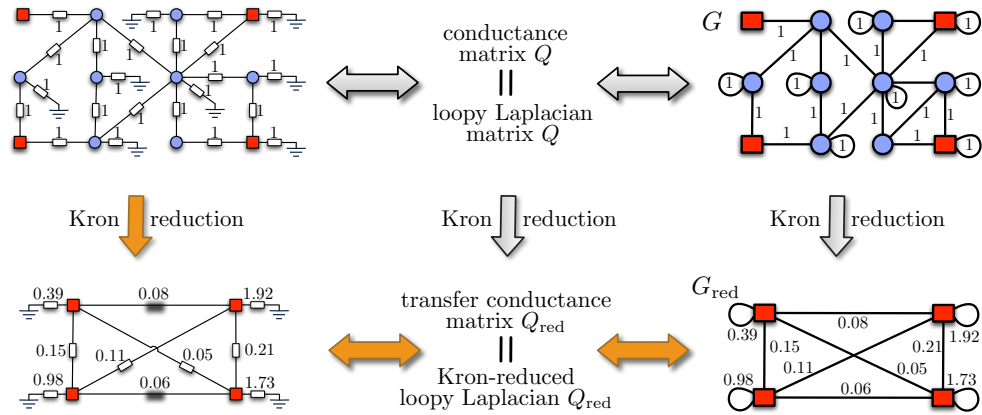 1 1 1 1
1 1 1 1
1 1 1 1
1 1 1 1 1
1 1 1 1
conductance
matrix Q
loopy Laplacian
matrix Q
G
1 1 1 1 1
1 1 1 1 1
1 1 1 1
1 1 1 1 1
Kron reduction
Kron reduction
Kron reduction
0.39 0.08 1.92
0.15 0.11 0.05 0.21
0.98 0.06 1.73
transfer conductance
matrix Qred
Kron-reduced
loopy Laplacian Qred
Gred
0.39 0.08 1.92
0.15 0.21
0.11 0.05
0.98 0.06 1.73